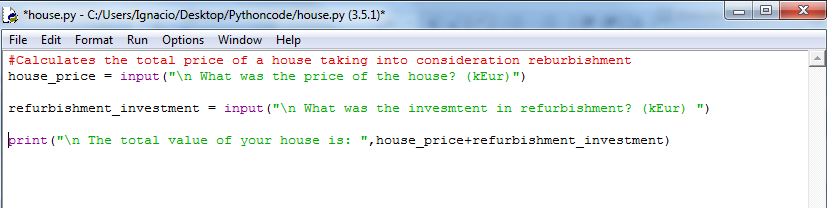 *house.py - C:/Users/Ignacio/Desktop/Pythoncode/house.py (3.5.1)*
File Edit Format Run Options Window Help
#Calculates the total price of a house taking into consideration reburbishment
house_price = input("\n What was the price of the house? (kEur)")
refurbishment_investment = input("\n What was the invesmtent in refurbishment? (kEur) ")
print("\n The total value of your house is: ",house_price+refurbishment_investment)